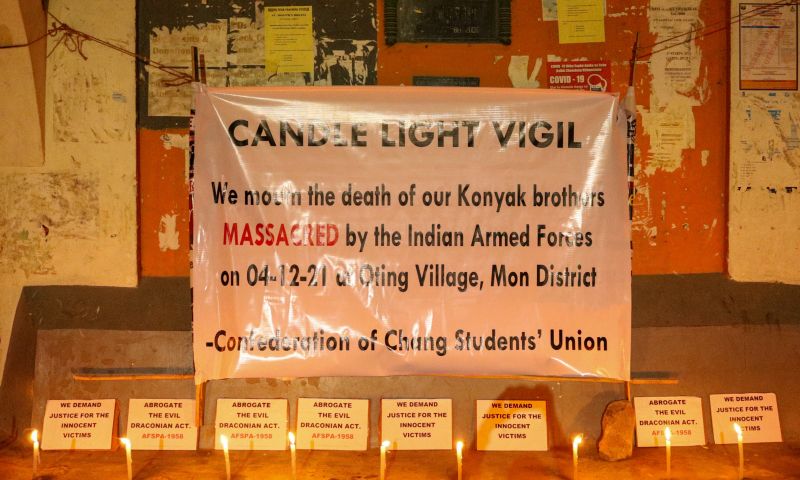 COVID - 19
CANDLE LIGHT VIGIL
We mourn the death of our Konyak brothers
MASSACRED by the Indian Armed Forces
on 04-12-21 at Oting Village, Mon District
-Confederation of Chang Students' Union
WE DEMAND
JUSTICE FOR THE
INNOCENT
VICTIMS
ABROGATE
THE EVIL
DRACONIAN ACT.
AFSPA-1958
ABROGATE
THE EVIL
DRACONIAN ACT.
AFSPA-1958
ABROGATE
THE EVIL
DRACONIAN ACT.
AFSPA-1958
WE DEMAND
JUSTICE FOR THE
INNOCENT
VICTIMS
WE DEMAND
JUSTICE FOR THE
INNOCENT
VICTIMS
ABROGATE
THE EVIL
DRACONIAN ACT.
AFSPA-1958
WE DEMAND
JUSTICE FOR THE
INNOCENT
VICTIMS